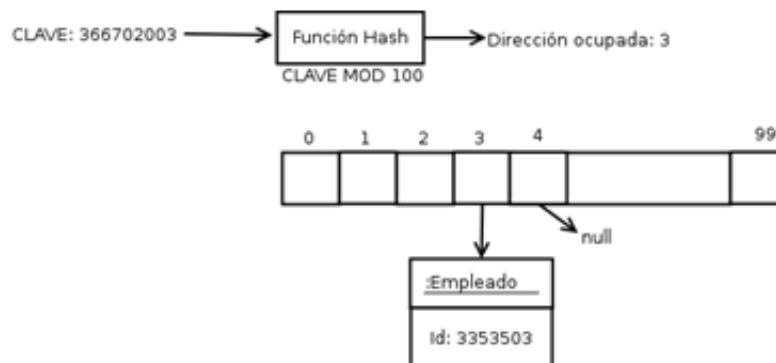 CLAVE: 366702003
Función Hash
Dirección ocupada: 3
CLAVE MOD 100
0 1 2 3 4 99
null
:Empleado
Id: 3353503